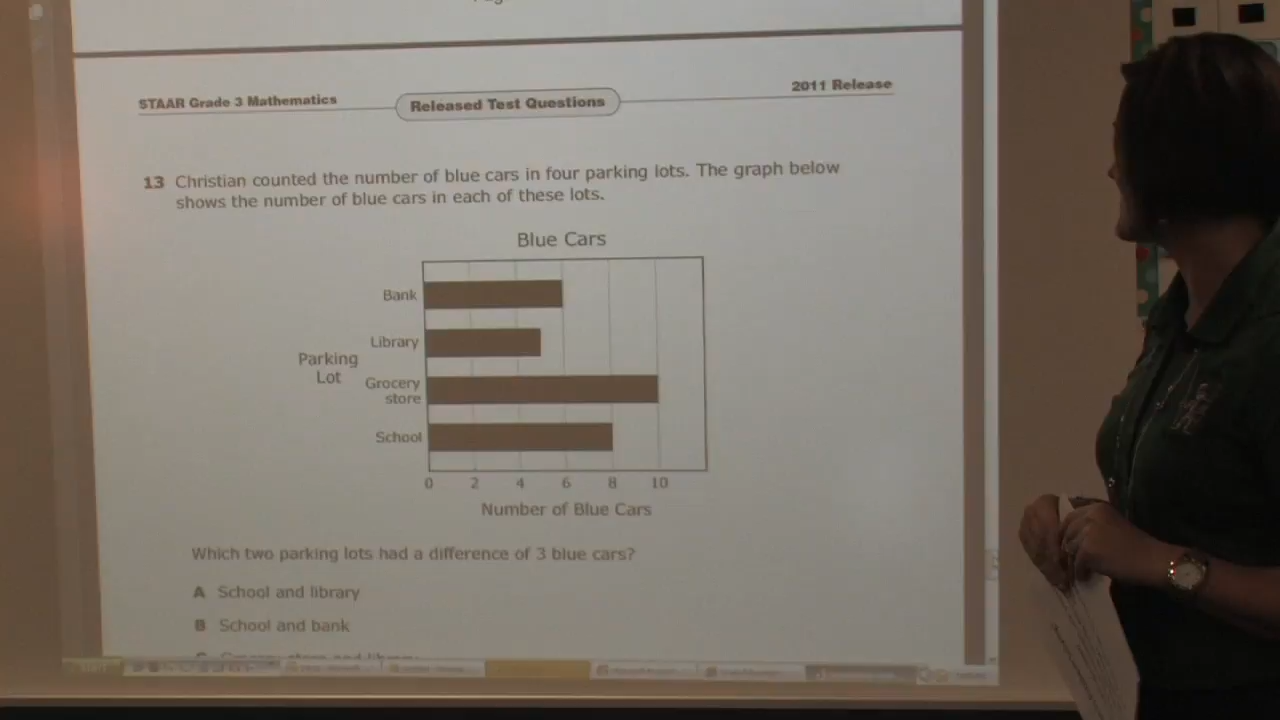 STAAR Grade 3 Mathematics
Released Test Questions
2011 Release
13 Christian counted the number of blue cars in four parking lots. The graph below
shows the number of blue cars in each of these lots.
Blue Cars
Bank
Library
Parking
Lot
Grocery
store
School
0 2 4 6 8 10
Number of Blue Cars
Which two parking lots had a difference of 3 blue cars?
A School and library
B School and bank